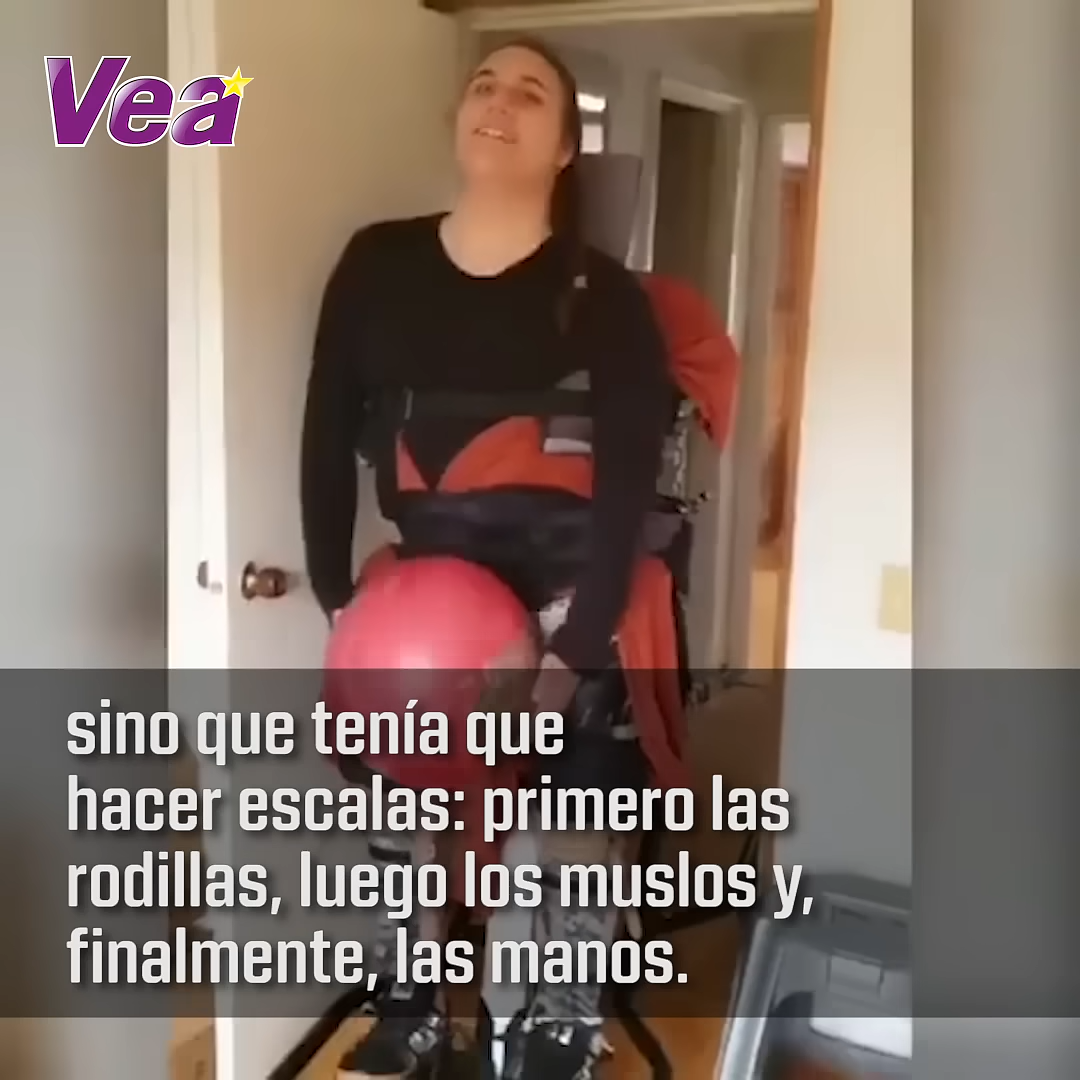 Vea
sino que tenía que
hacer escalas: primero las
rodillas, luego los muslos y,
finalmente, las manos.